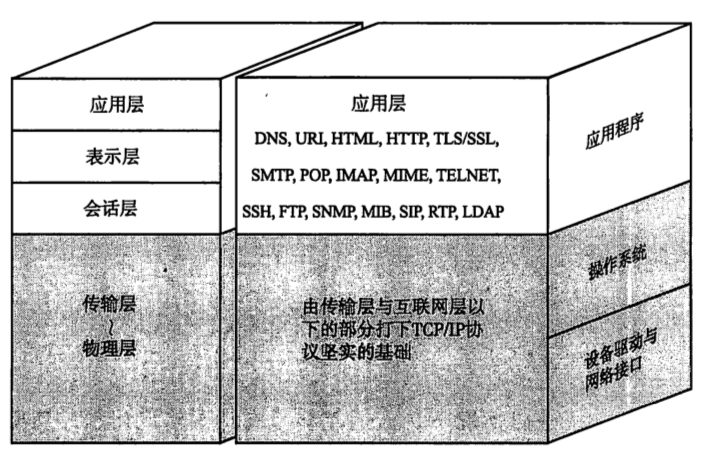 应用层
表示层
会话层
传输层
～
物理层
应用层
DNS, URI, HTML, HTTP, TLS/SSL,
SMTP, POP, IMAP, MIME, TELNET,
SSH, FTP, SNMP, MIB, SIP, RTP, LDAP
由传输层与互联网层以
下的部分打下TCP/IP协
议坚实的基础
应用程序
操作系统
设备驱动与
网络接口